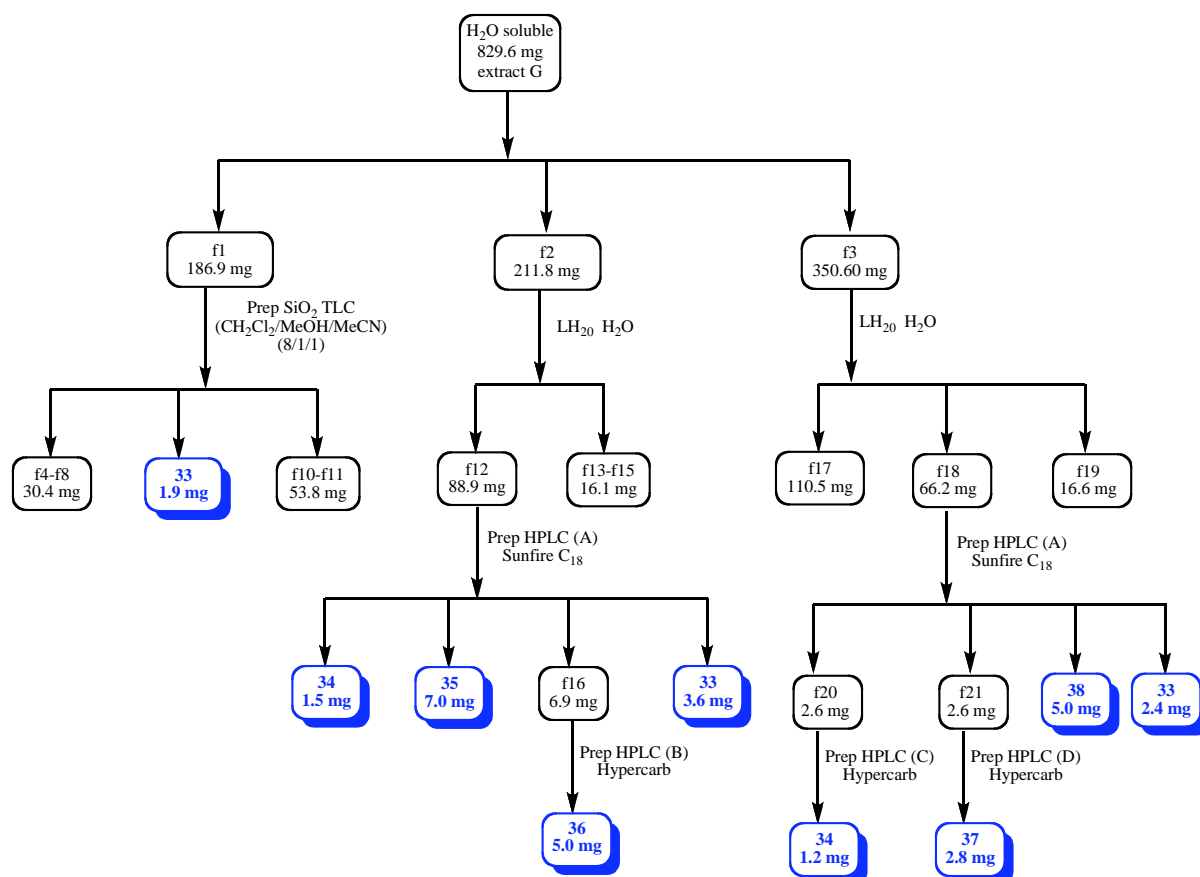 H₂O soluble
829.6 mg
extract G
f1
186.9 mg
f2
211.8 mg
f3
350.60 mg
Prep SiO₂ TLC
(CH₂Cl₂/MeOH/MeCN)
(8/1/1)
LH₂₀ H₂O
LH₂₀ H₂O
f4-f8
30.4 mg
33
1.9 mg
f10-f11
53.8 mg
f12
88.9 mg
f13-f15
16.1 mg
f17
110.5 mg
f18
66.2 mg
f19
16.6 mg
Prep HPLC (A)
Sunfire C₁₈
Prep HPLC (A)
Sunfire C₁₈
34
1.5 mg
35
7.0 mg
f16
6.9 mg
33
3.6 mg
f20
2.6 mg
f21
2.6 mg
38
5.0 mg
33
2.4 mg
Prep HPLC (B)
Hypercarb
Prep HPLC (C)
Hypercarb
Prep HPLC (D)
Hypercarb
36
5.0 mg
34
1.2 mg
37
2.8 mg